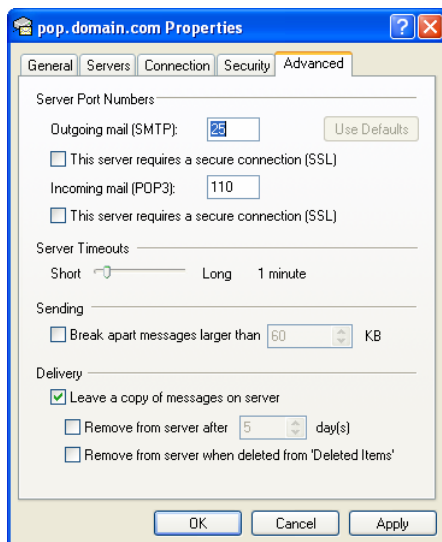 pop.domain.com Properties
General Servers Connection Security Advanced
Server Port Numbers
Outgoing mail (SMTP): 25 Use Defaults
This server requires a secure connection (SSL)
Incoming mail (POP3): 110
This server requires a secure connection (SSL)
Server Timeouts
Short Long 1 minute
Sending
Break apart messages larger than 60 KB
Delivery
Leave a copy of messages on server
Remove from server after 5 day(s)
Remove from server when deleted from 'Deleted Items'
OK Cancel Apply